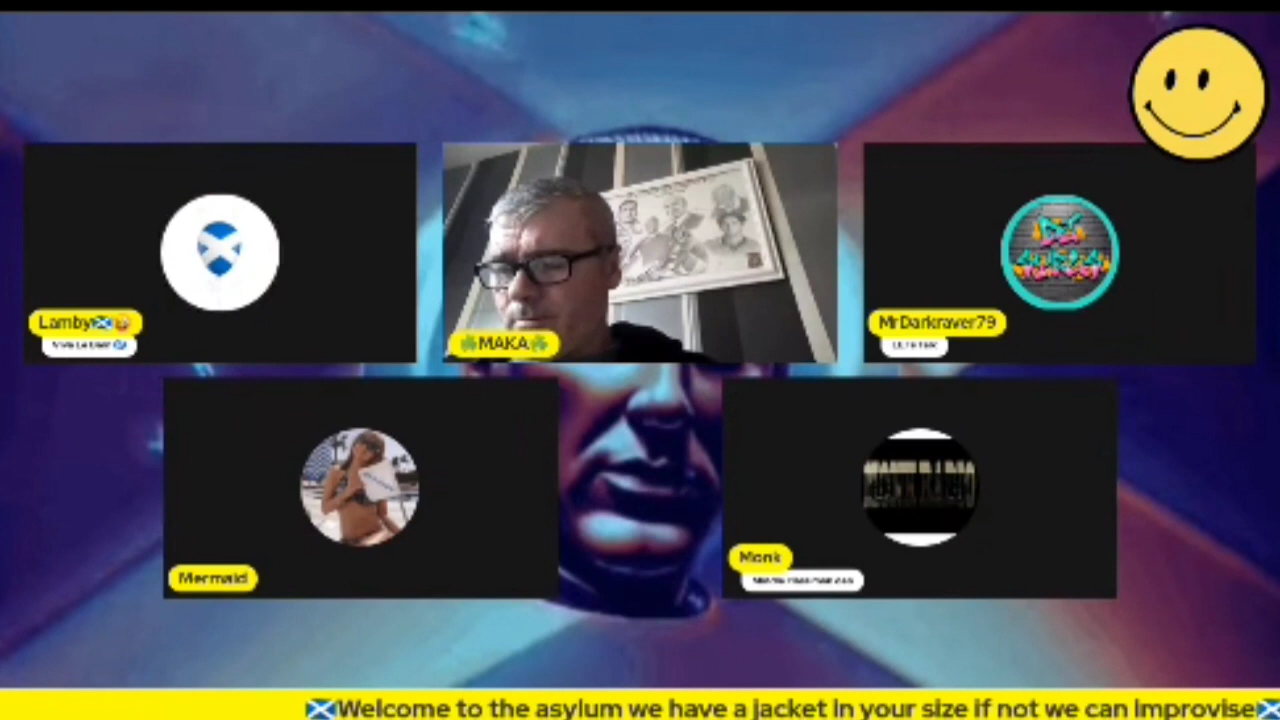 Lamby🏴󠁧󠁢󠁳󠁣󠁴󠁿😜
☘️MAKA☘️
MrDarkraver79
Mermaid
Monk
🏴󠁧󠁢󠁳󠁣󠁴󠁿Welcome to the asylum we have a jacket in your size if not we can improvise🏴󠁧󠁢󠁳󠁣󠁴󠁿